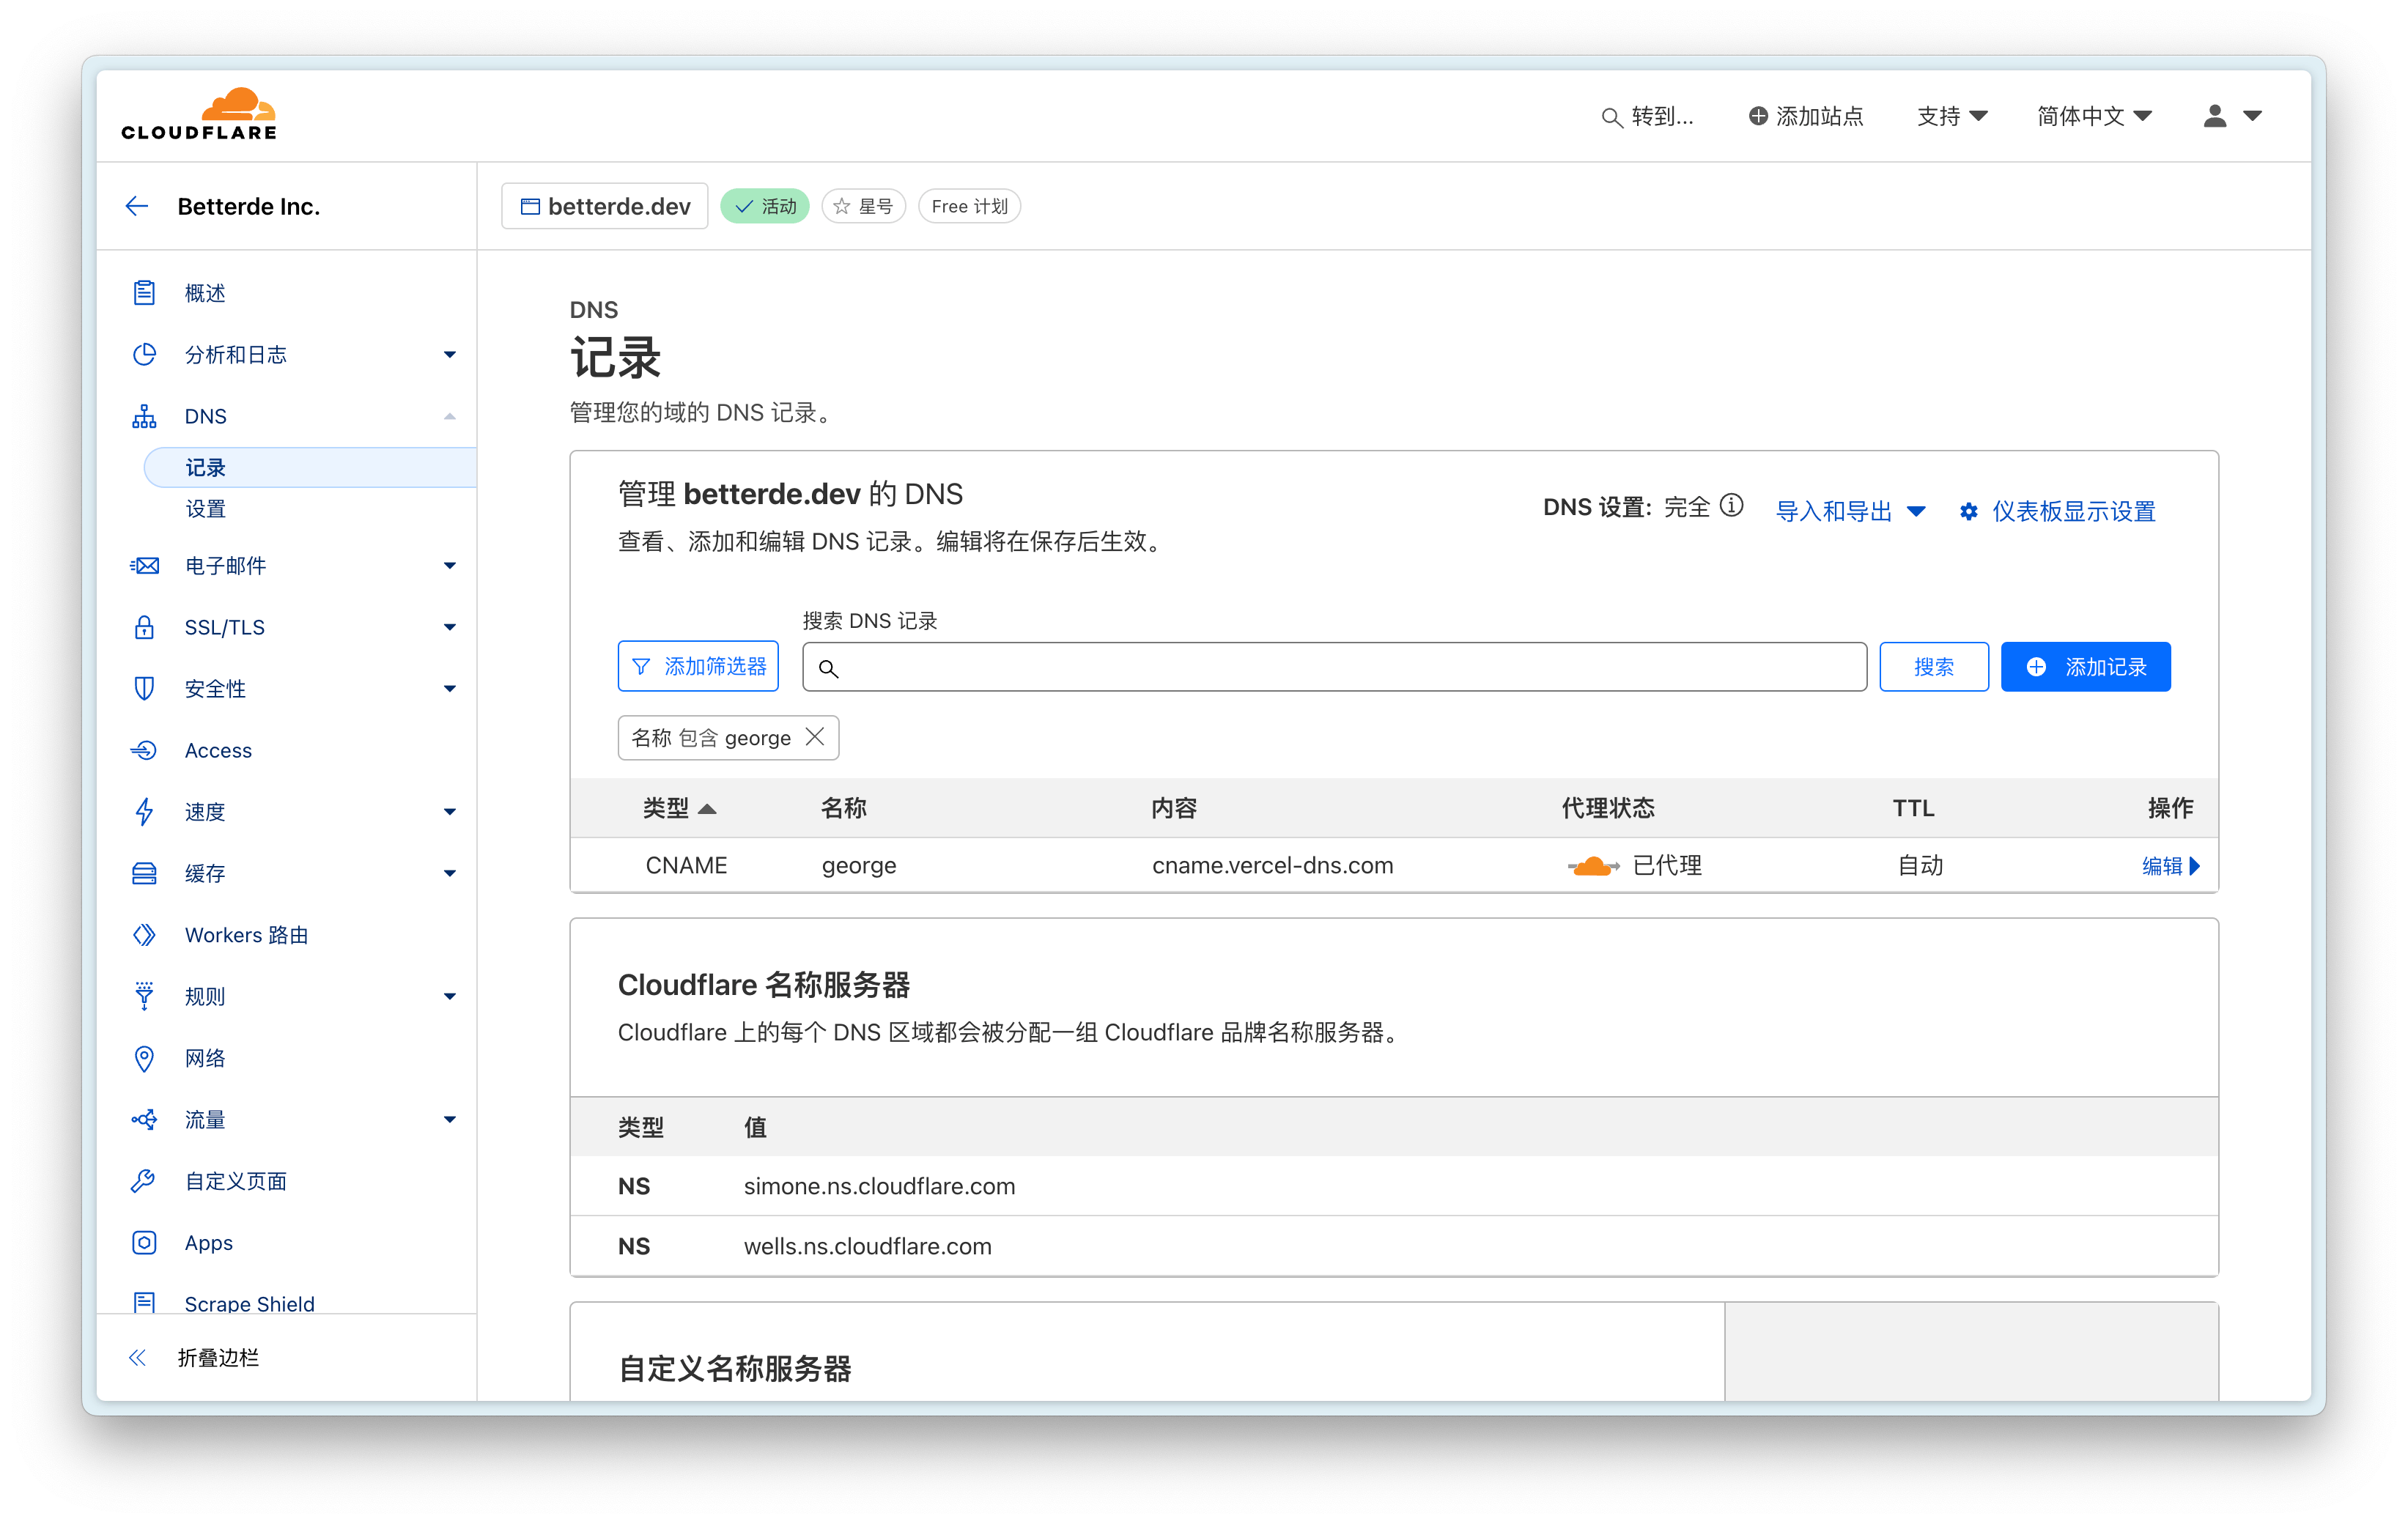 CLOUDFLARE
转到...
添加站点
支持
简体中文
Betterde Inc.
betterde.dev
活动
星号
Free 计划
概述
分析和日志
DNS
记录
设置
电子邮件
SSL/TLS
安全性
Access
速度
缓存
Workers 路由
规则
网络
流量
自定义页面
Apps
Scrape Shield
折叠边栏
DNS
记录
管理您的域的 DNS 记录。
管理 betterde.dev 的 DNS
查看、添加和编辑 DNS 记录。编辑将在保存后生效。
DNS 设置: 完全
导入和导出
仪表板显示设置
搜索 DNS 记录
添加筛选器
搜索
添加记录
名称 包含 george
类型 名称 内容 代理状态 TTL 操作
CNAME george cname.vercel-dns.com 已代理 自动 编辑
Cloudflare 名称服务器
Cloudflare 上的每个 DNS 区域都会被分配一组 Cloudflare 品牌名称服务器。
类型 值
NS simone.ns.cloudflare.com
NS wells.ns.cloudflare.com
自定义名称服务器